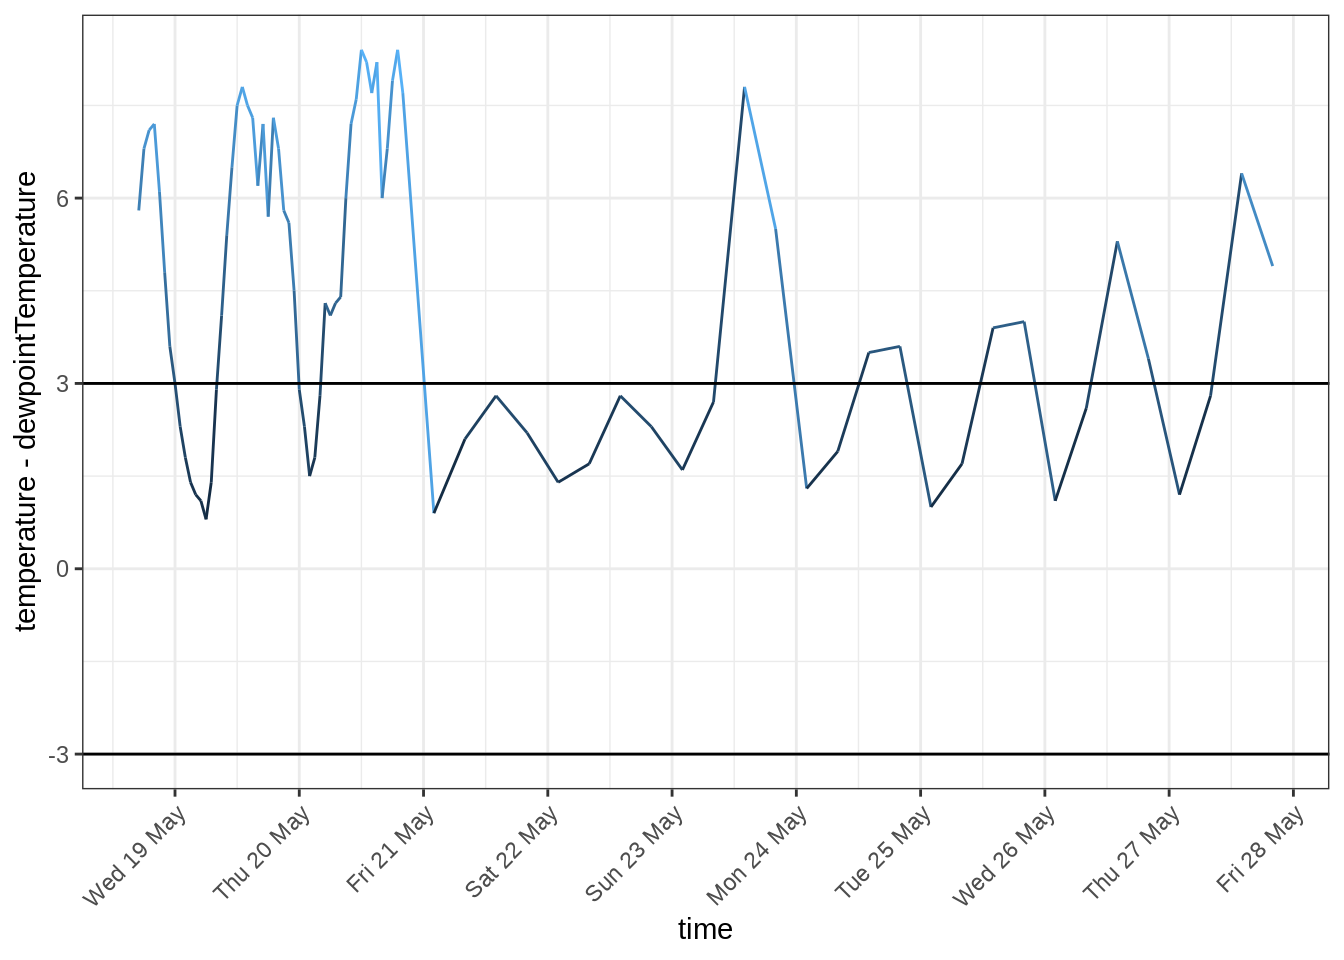 temperature - dewpointTemperature
6
3
0
-3
Wed 19 May
Thu 20 May
Fri 21 May
Sat 22 May
Sun 23 May
Mon 24 May
Tue 25 May
Wed 26 May
Thu 27 May
Fri 28 May
time